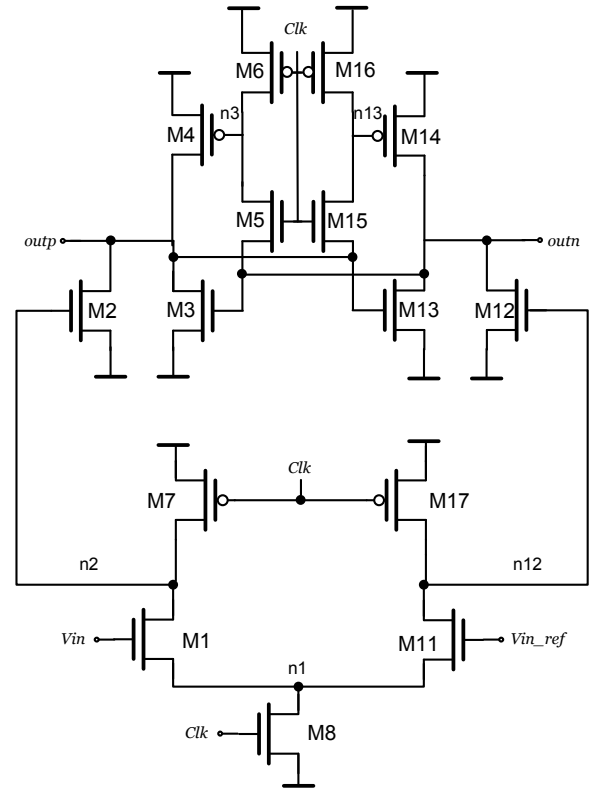 Clk
M6 M16
n3 n13
M4 M14
M5 M15
outp outn
M2 M3 M13 M12
Clk
M7 M17
n2 n12
Vin M1 M11 Vin_ref
n1
Clk M8